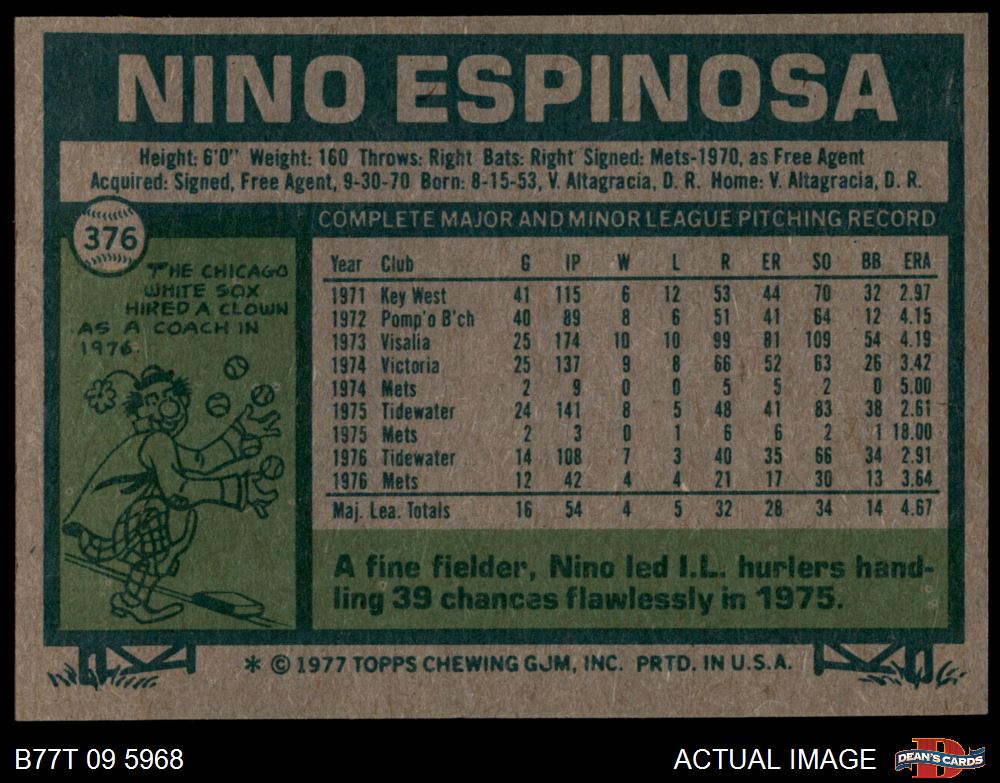 NINO ESPINOSA
Height: 6'0" Weight: 160 Throws: Right Bats: Right Signed: Mets-1970, as Free Agent
Acquired: Signed, Free Agent, 9-30-70 Born: 8-15-53, V. Altagracia, D. R. Home: V. Altagracia, D. R.
376
THE CHICAGO
WHITE SOX
HIRED A CLOWN
AS A COACH IN
1976.
COMPLETE MAJOR AND MINOR LEAGUE PITCHING RECORD
Year Club G IP W L R ER SO BB ERA
1971 Key West 41 115 6 12 53 44 70 32 2.97
1972 Pomp'o B'ch 40 89 8 6 51 41 64 12 4.15
1973 Visalia 25 174 10 10 99 81 109 54 4.19
1974 Victoria 25 137 9 8 66 52 63 26 3.42
1974 Mets 2 9 0 0 5 5 2 0 5.00
1975 Tidewater 24 141 8 5 48 41 83 38 2.61
1975 Mets 2 3 0 1 6 6 2 1 18.00
1976 Tidewater 14 108 7 3 40 35 66 34 2.91
1976 Mets 12 42 4 4 21 17 30 13 3.64
Maj. Lea. Totals 16 54 4 5 32 28 34 14 4.67
A fine fielder, Nino led I.L. hurlers hand-
ling 39 chances flawlessly in 1975.
* © 1977 TOPPS CHEWING GUM, INC. PRTD. IN U.S.A.
B77T 09 5968
ACTUAL IMAGE
DEAN'S CARDS